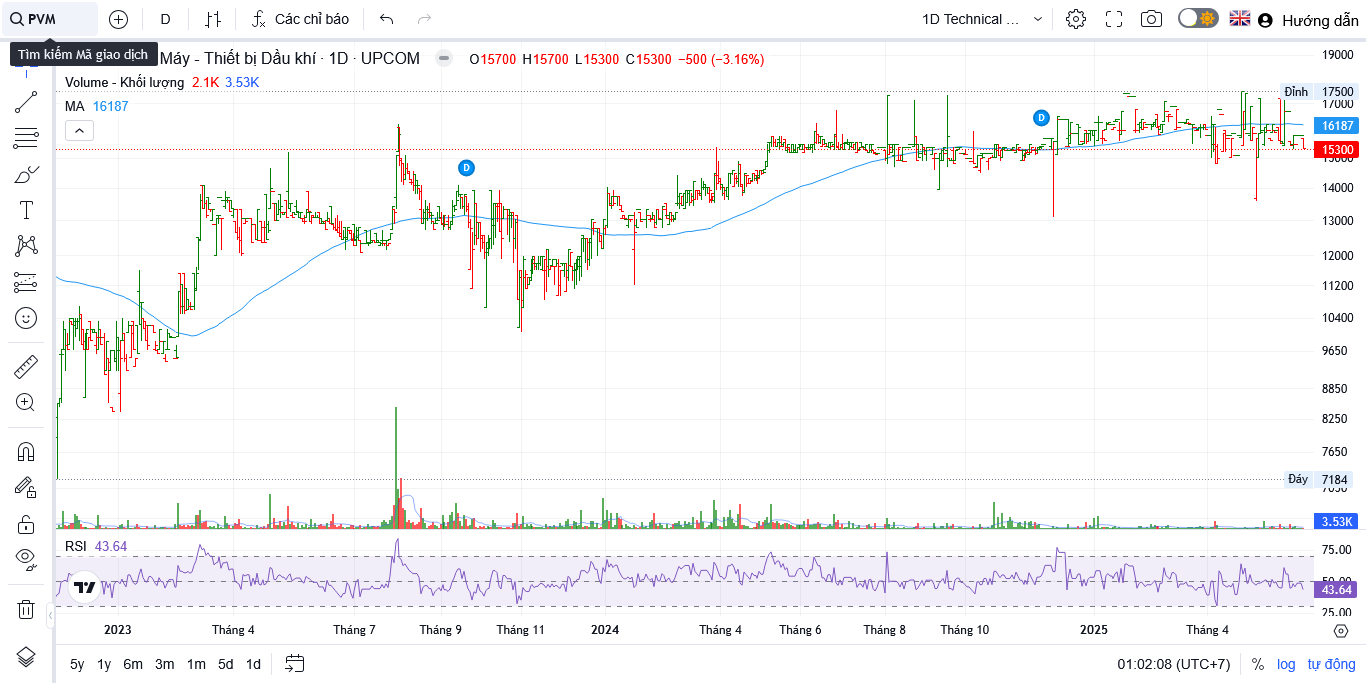 PVM D Các chỉ báo 1D Technical ... Hướng dẫn
Tìm kiếm Mã giao dịch Máy - Thiết bị Dầu khí · 1D · UPCOM O15700 H15700 L15300 C15300 −500 (−3.16%)
Volume - Khối lượng 2.1K 3.53K
MA 16187
D
D
19000
Đỉnh 17500
17000
16187
15300
15000
14000
13000
12000
11200
10400
9650
8850
8250
7650
Đáy 7184
7050
3.53K
RSI 43.64
75.00
50.00
43.64
25.00
2023 Tháng 4 Tháng 7 Tháng 9 Tháng 11 2024 Tháng 4 Tháng 6 Tháng 8 Tháng 10 2025 Tháng 4
5y 1y 6m 3m 1m 5d 1d 01:02:08 (UTC+7) % log tự động